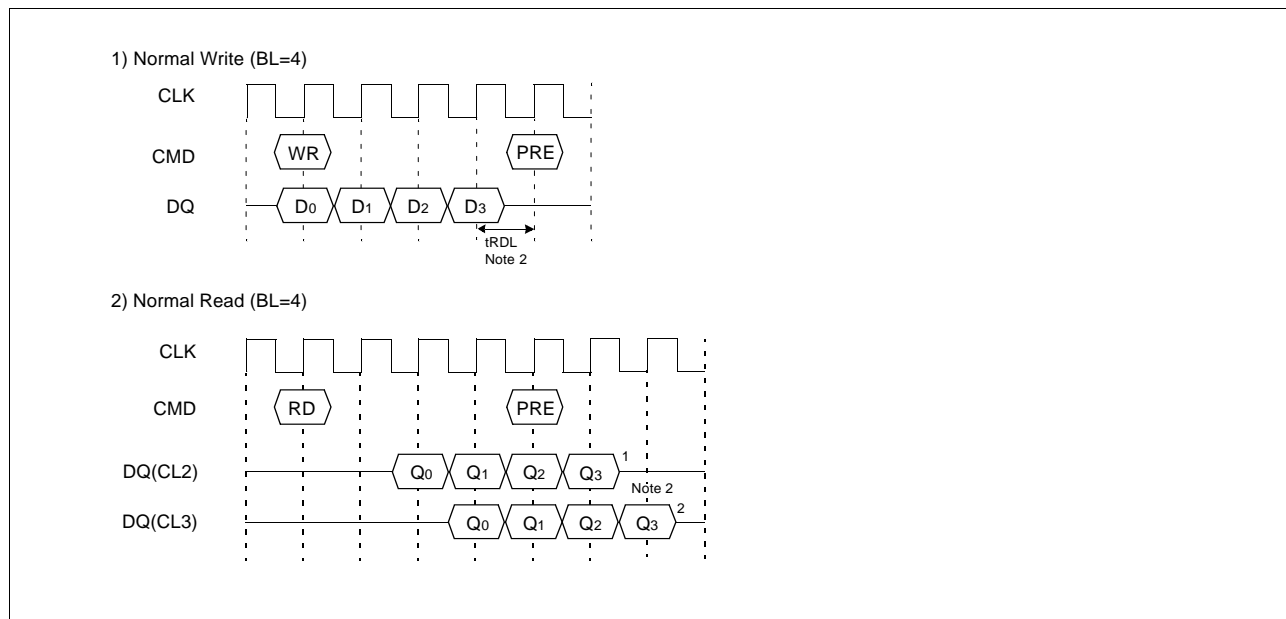 1) Normal Write (BL=4)
CLK
CMD WR PRE
DQ D0 D1 D2 D3
tRDL
Note 2
2) Normal Read (BL=4)
CLK
CMD RD PRE
DQ(CL2) Q0 Q1 Q2 Q3 1
Note 2
DQ(CL3) Q0 Q1 Q2 Q3 2